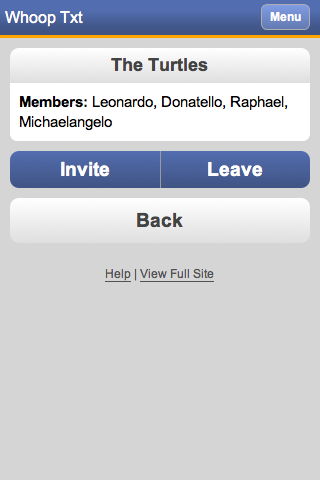 Whoop Txt
Menu
The Turtles
Members: Leonardo, Donatello, Raphael,
Michaelangelo
Invite
Leave
Back
Help | View Full Site